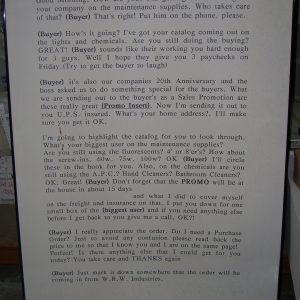 your company on the maintenance supplies. Who takes care
of that? (Buyer) That's right! Put him on the phone, please.
(Buyer) How's it going? I've got your catalog coming out on
the lights and chemicals. Are you still doing the buying?
GREAT! (Buyer) sounds like their working you hard enough
for 3 guys. Well I hope they give you 3 paychecks on
Friday. (Try to get the buyer to laugh)
(Buyer) it's also our companies 20th Anniversary and the
boss asked us to do something special for the buyers. What
we are sending out to the buyer's as a Sales Promotion are
these really great (Promo Insert). Now I'm sending it out to
you U.P.S. insured. What's your home address?, I'll make
sure you get it OK.
I'm going to highlight the catalog for you to look through.
What's your biggest user on the maintenance supplies?
Are you still using the fluorescents? 4' or 8'er's? How about
the screw-ins, 60w, 75w, 100w? OK (Buyer) I'll circle
these in the book for you. Also, on the chemicals are you
still using the A.P.C.? Hand Cleaners? Bathroom Cleaners?
OK, Great! (Buyer) Don't forget that the PROMO will be at
the house in about 15 days
and what I did to cover myself
on the freight and insurance on that, I put you down for one
small box of the (biggest user) and if you need anything else
before I get back to you give me a call, OK?!
(Buyer) I really appreciate the order. Do I need a Purchase
Order? Just to avoid any confusion please read back the
price to me so that I know you and I are on the same page!
Perfect! Is there anything else that I could get for you
today? You take care and THANKS again
(Buyer) Just mark it down somewhere that the order will be
coming in from W.R.W. Industries.